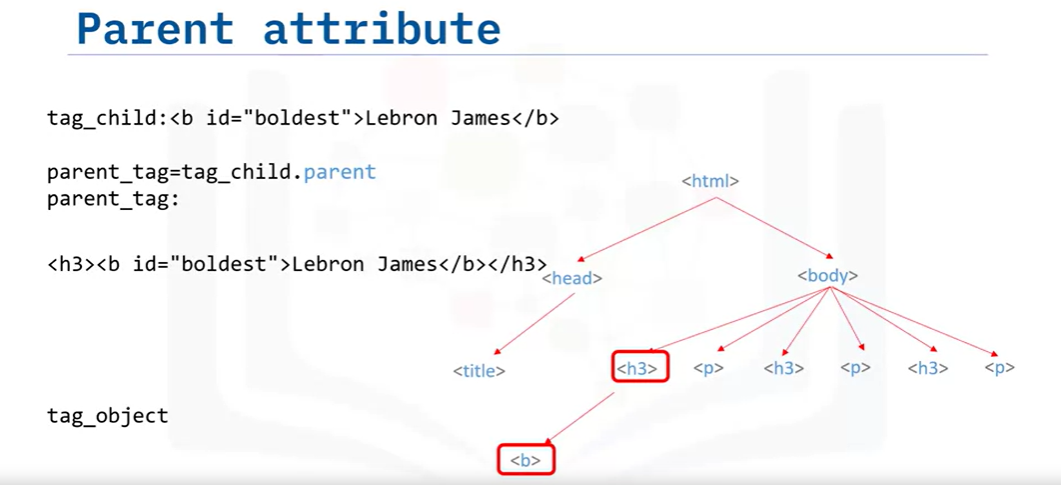 Parent attribute
tag_child:<b id="boldest">Lebron James</b>
parent_tag=tag_child.parent
parent_tag:
<html>
<h3><b id="boldest">Lebron James</b></h3>
<head>
<body>
<title>
<h3>
<p>
<h3>
<p>
<h3>
<p>
tag_object
<b>